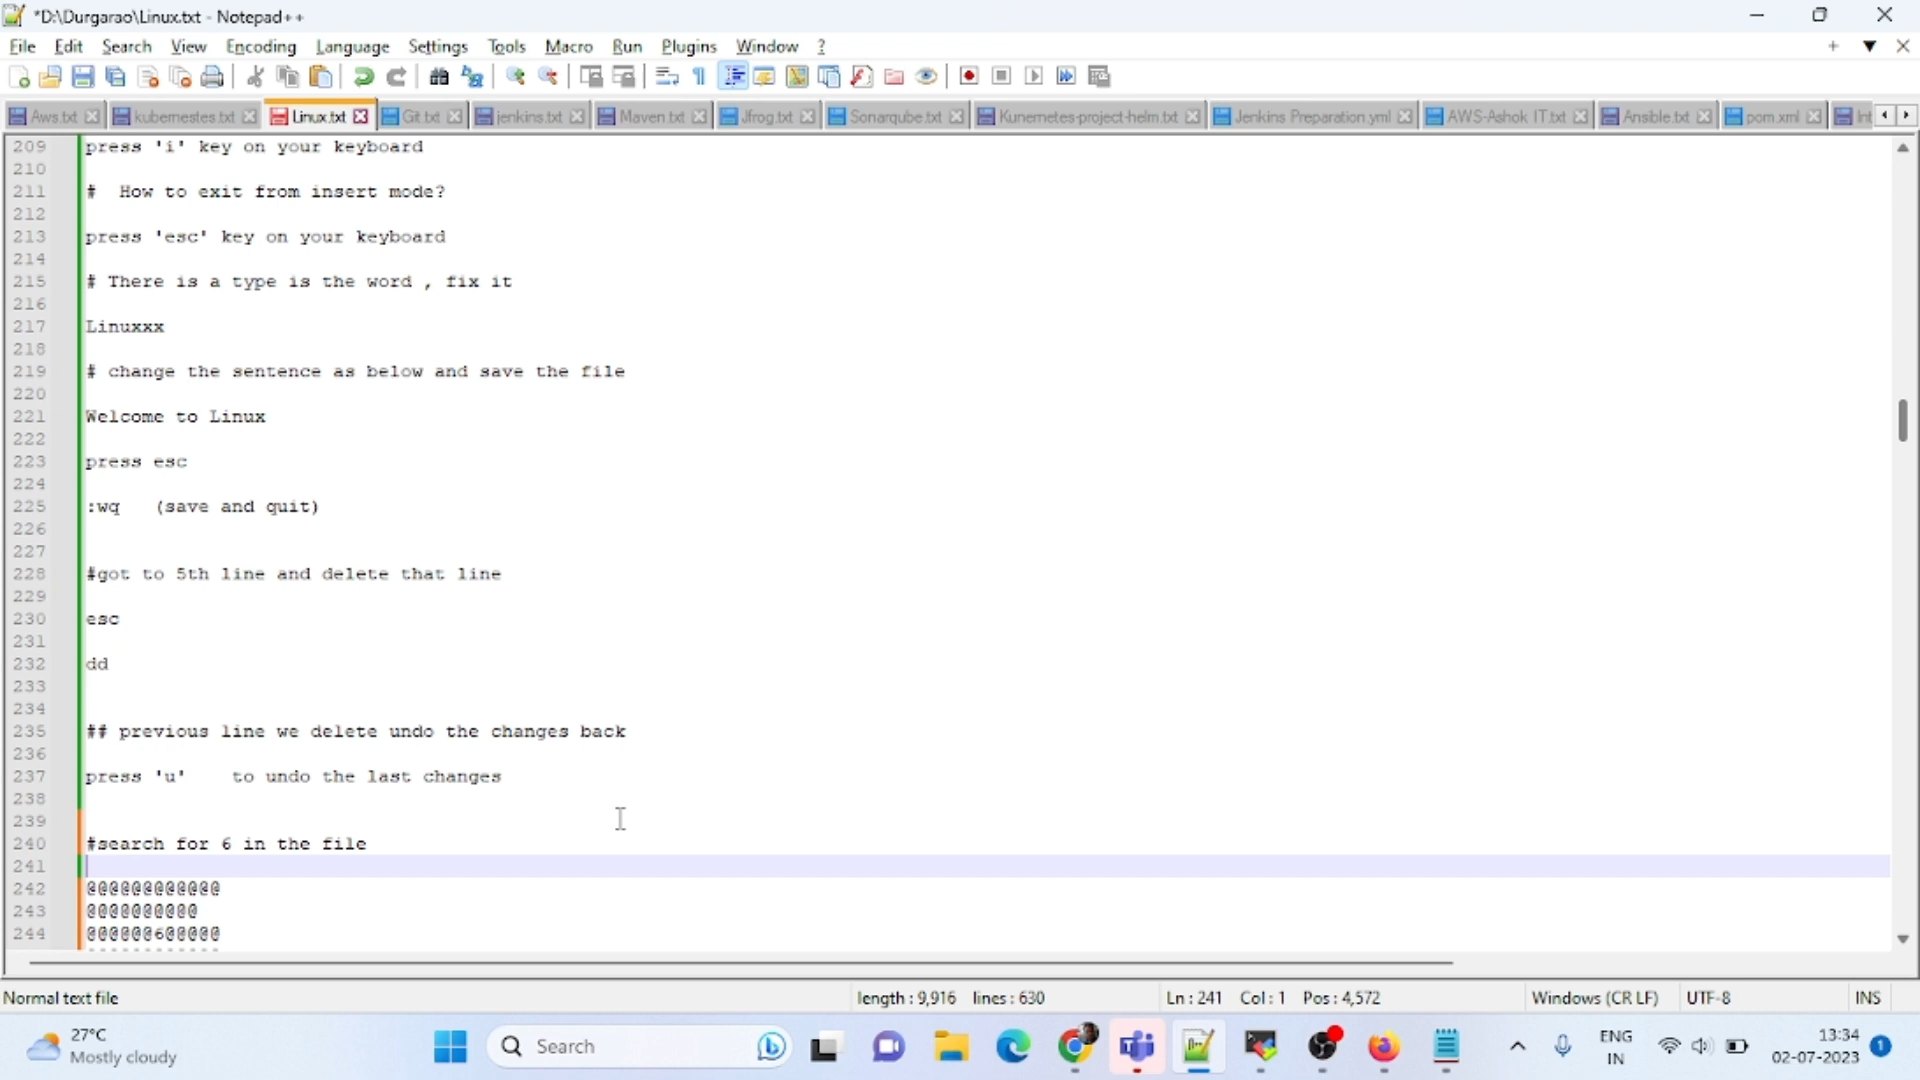 *D:\Durgarao\Linux.txt - Notepad++
File Edit Search View Encoding Language Settings Tools Macro Run Plugins Window ?
Aws.txt kubernestes.txt Linux.txt Git.txt jenkins.txt Maven.txt Jfrog.txt Sonarqube.txt Kunernetes-project-helm.txt Jenkins Preparation.yml AWS-Ashok IT.txt Ansible.txt pom.xml Int
209 press 'i' key on your keyboard
210
211 #  How to exit from insert mode?
212
213 press 'esc' key on your keyboard
214
215 # There is a type is the word , fix it
216
217 Linuxxx
218
219 # change the sentence as below and save the file
220
221 Welcome to Linux
222
223 press esc
224
225 :wq   (save and quit)
226
227
228 #got to 5th line and delete that line
229
230 esc
231
232 dd
233
234
235 ## previous line we delete undo the changes back
236
237 press 'u'    to undo the last changes
238
239
240 #search for 6 in the file
241
242 @@@@@@@@@@@@
243 @@@@@@@@@@
244 @@@@@@6@@@@@
Normal text file length : 9,916 lines : 630 Ln : 241 Col : 1 Pos : 4,572 Windows (CR LF) UTF-8 INS
27°C
Mostly cloudy
Search
ENG
IN
13:34
02-07-2023
1